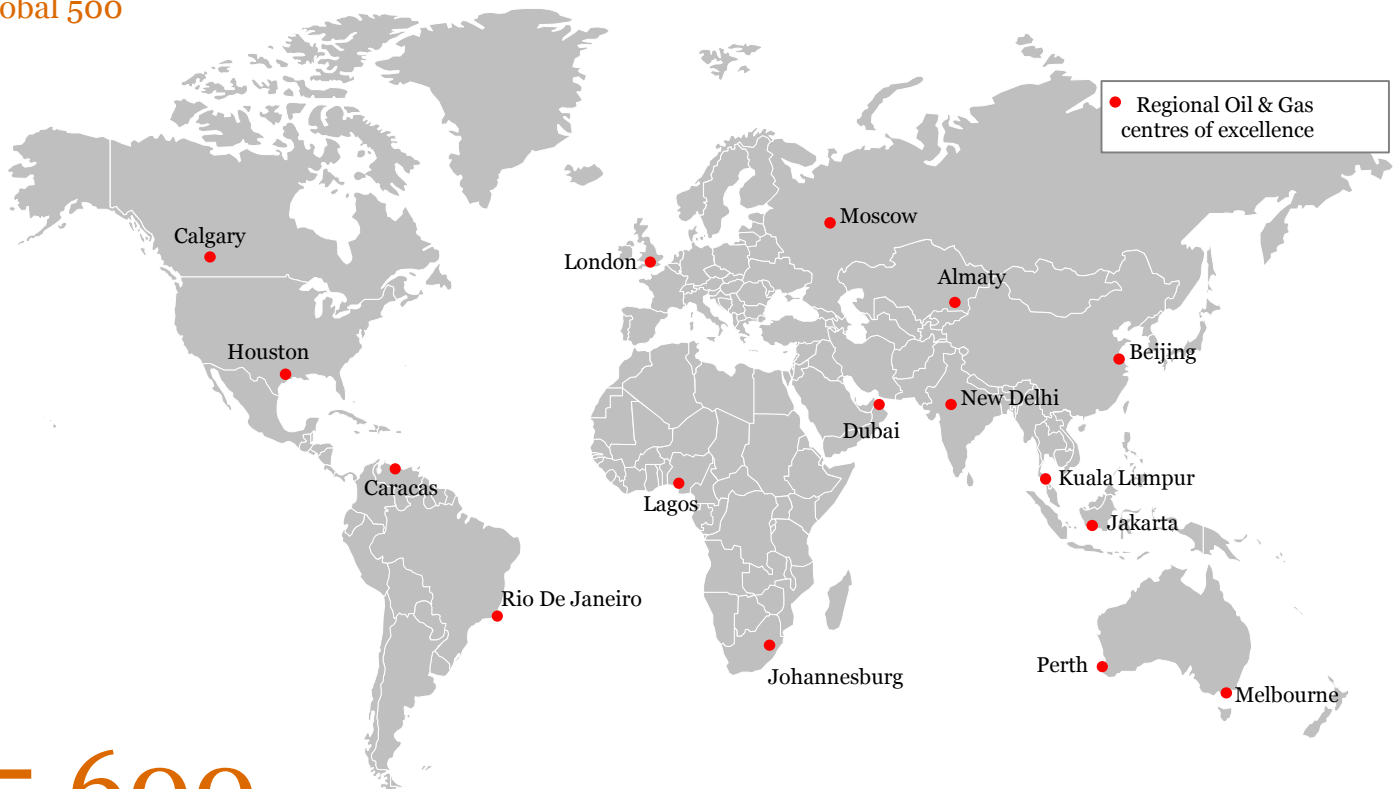 obal 500
Regional Oil & Gas
centres of excellence
Moscow
Calgary
London
Almaty
Houston
Beijing
New Delhi
Dubai
Kuala Lumpur
Caracas
Lagos
Jakarta
Rio De Janeiro
Perth
Johannesburg
Melbourne
600